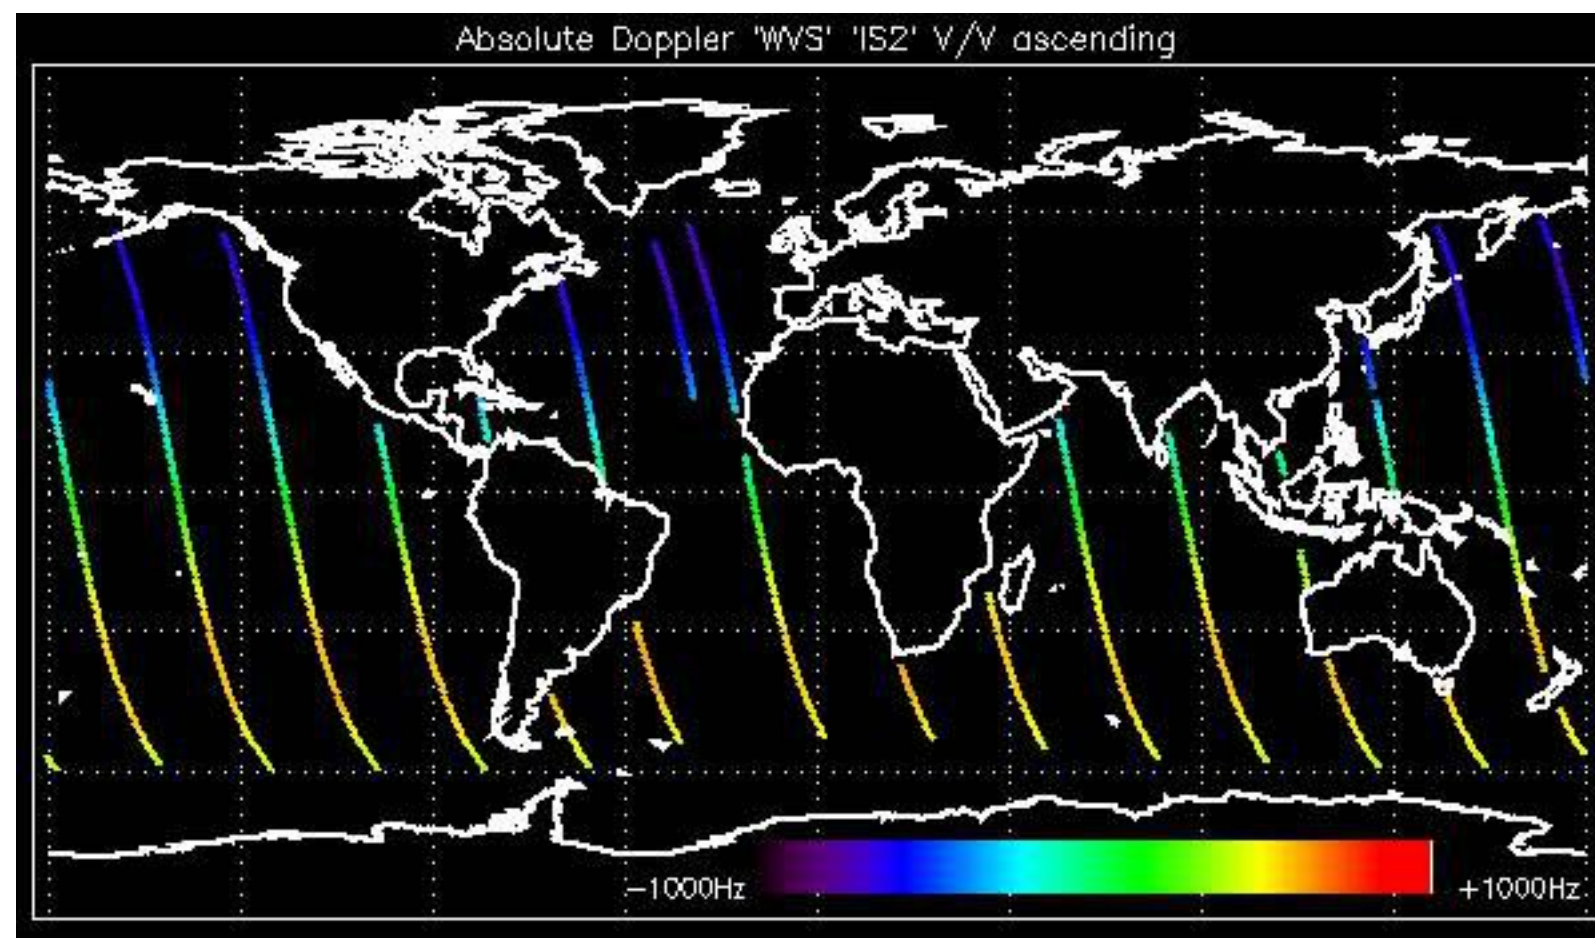 Absolute Doppler 'WVS' 'IS2' V/V ascending
−1000Hz +1000Hz